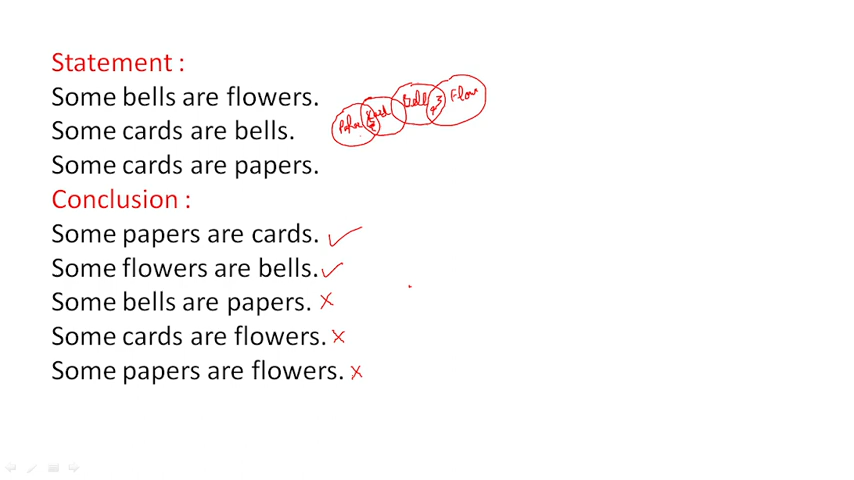 Statement :
Some bells are flowers.
Some cards are bells.
Some cards are papers.
Conclusion :
Some papers are cards.
Some flowers are bells.
Some bells are papers.
Some cards are flowers.
Some papers are flowers.